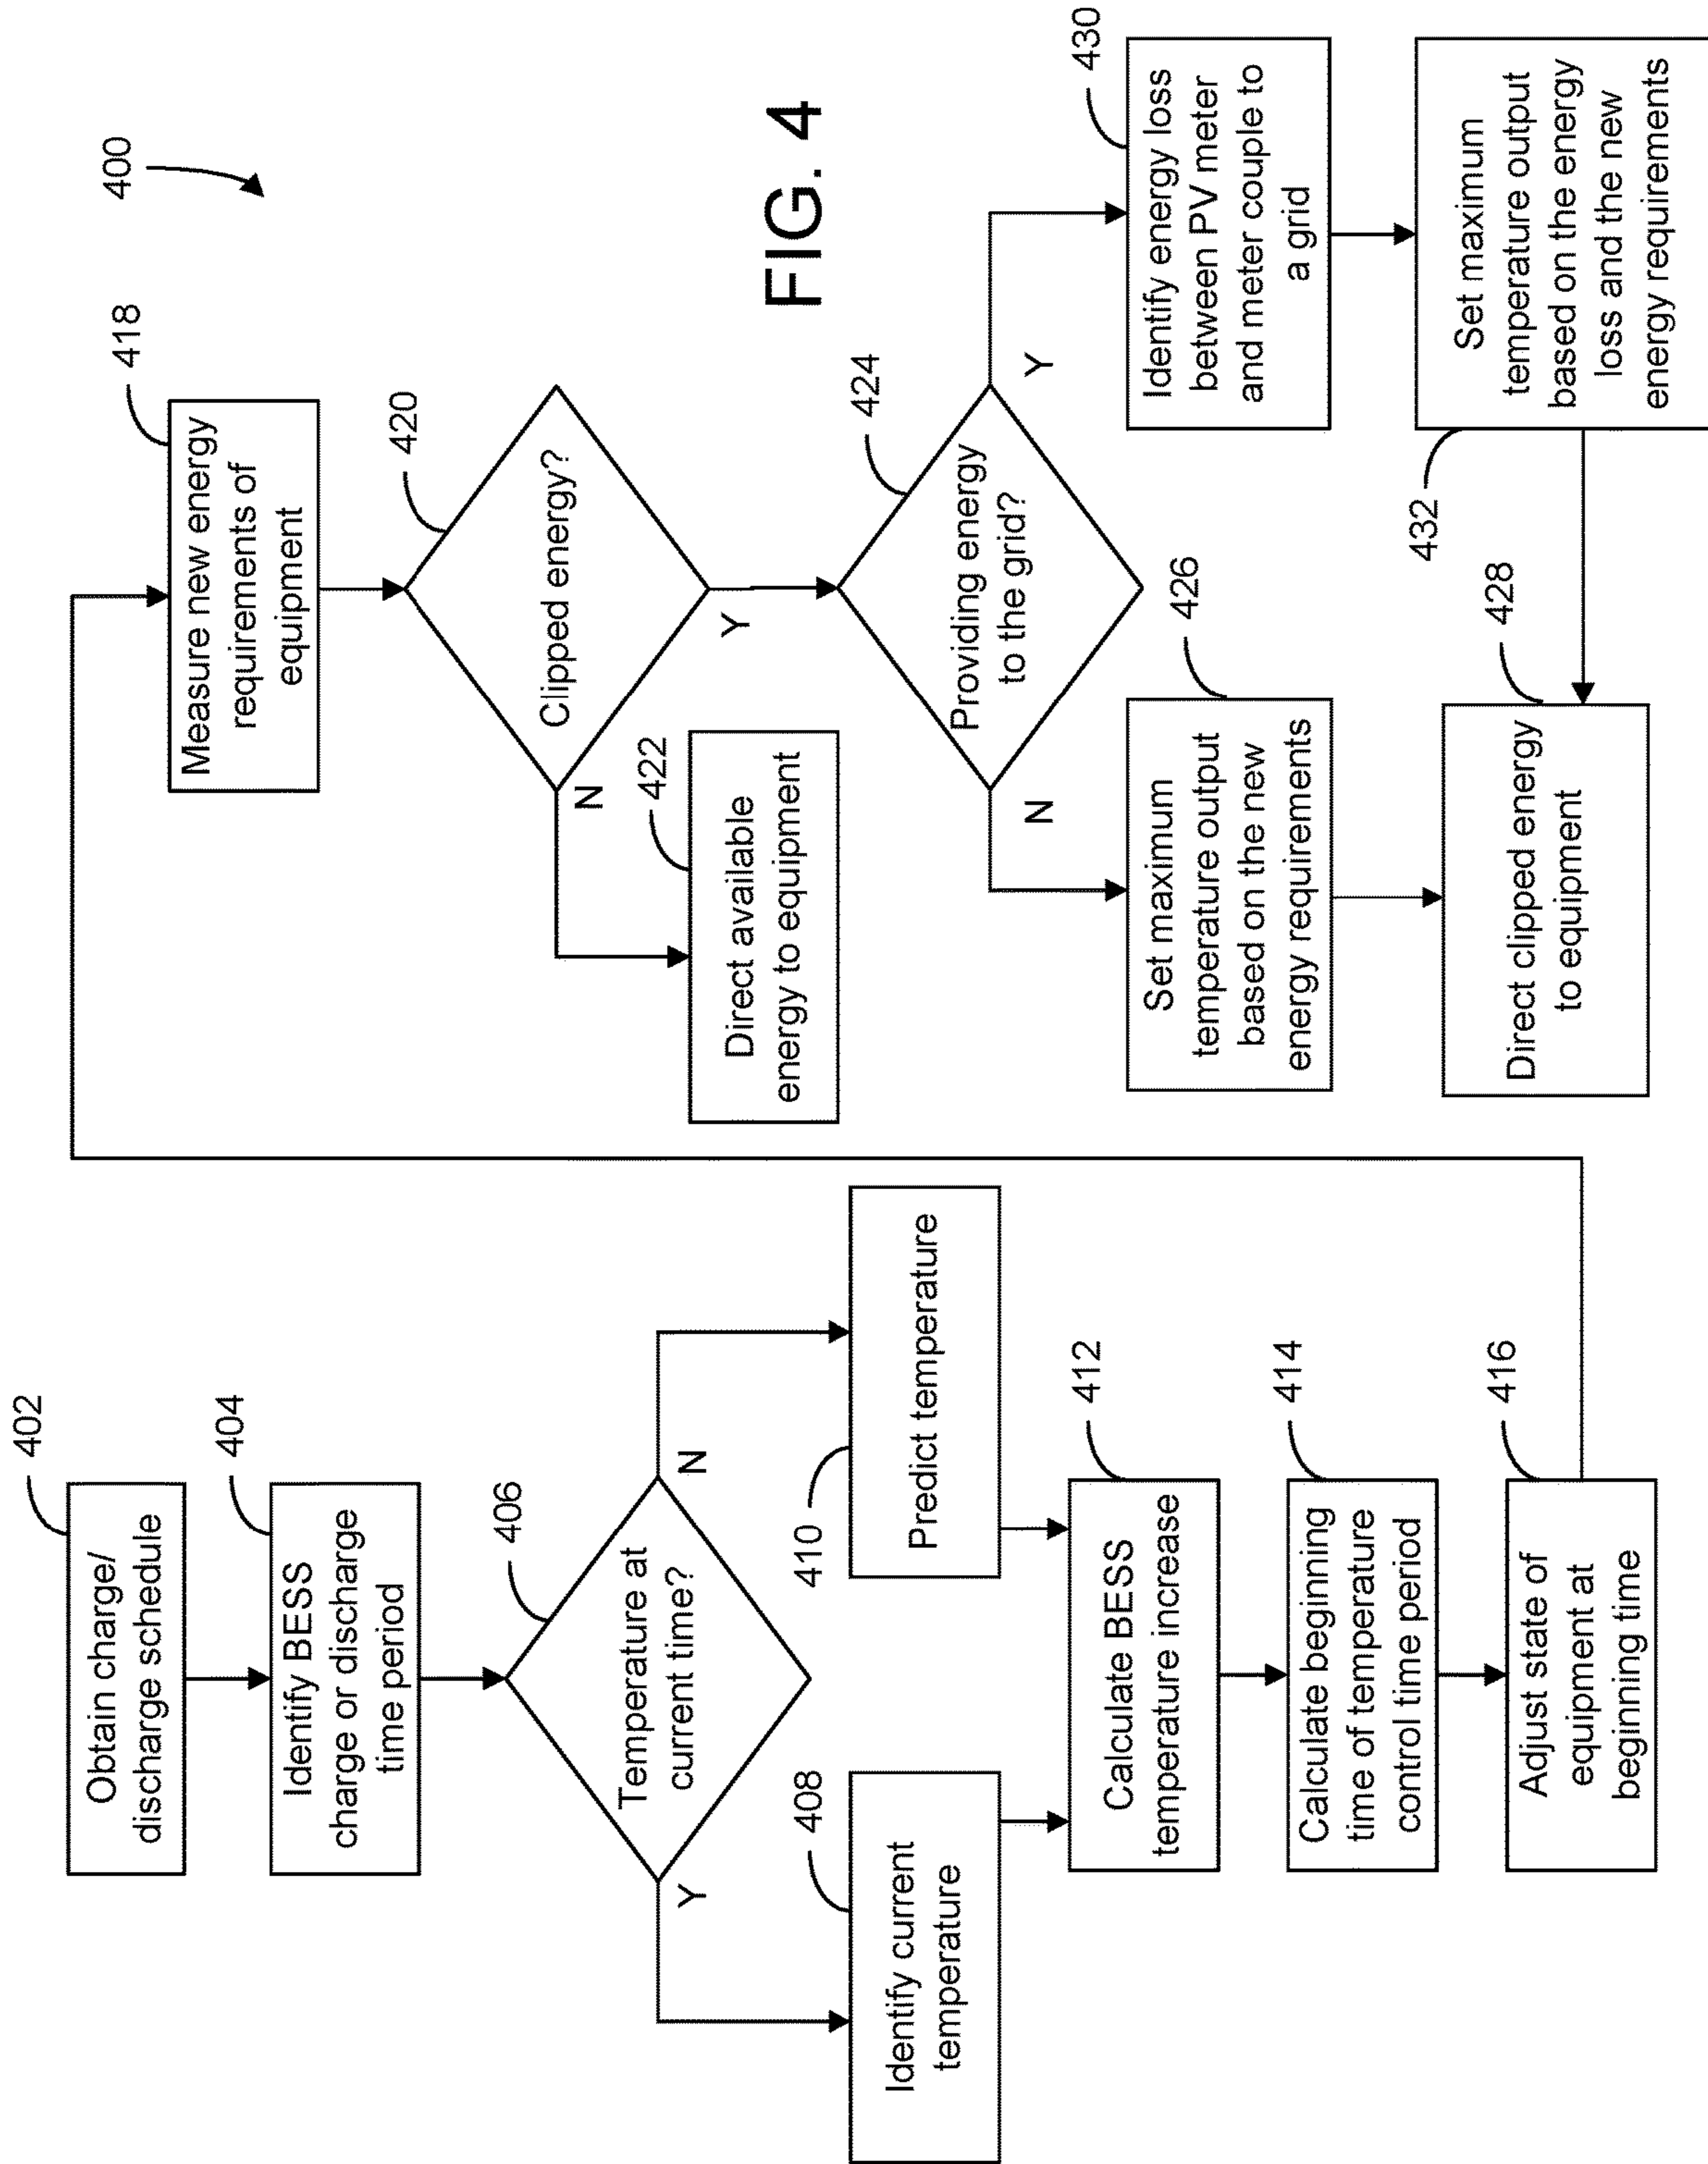 400
402
Obtain charge/
discharge schedule
404
Identify BESS
charge or discharge
time period
406
Temperature at
current time?
Y
N
408
Identify current
temperature
410
Predict temperature
412
Calculate BESS
temperature increase
414
Calculate beginning
time of temperature
control time period
416
Adjust state of
equipment at
beginning time
418
Measure new energy
requirements of
equipment
420
Clipped energy?
N
Y
422
Direct available
energy to equipment
424
Providing energy
to the grid?
N
Y
426
Set maximum
temperature output
based on the new
energy requirements
428
Direct clipped energy
to equipment
430
Identify energy loss
between PV meter
and meter couple to
a grid
432
Set maximum
temperature output
based on the energy
loss and the new
energy requirements
FIG. 4